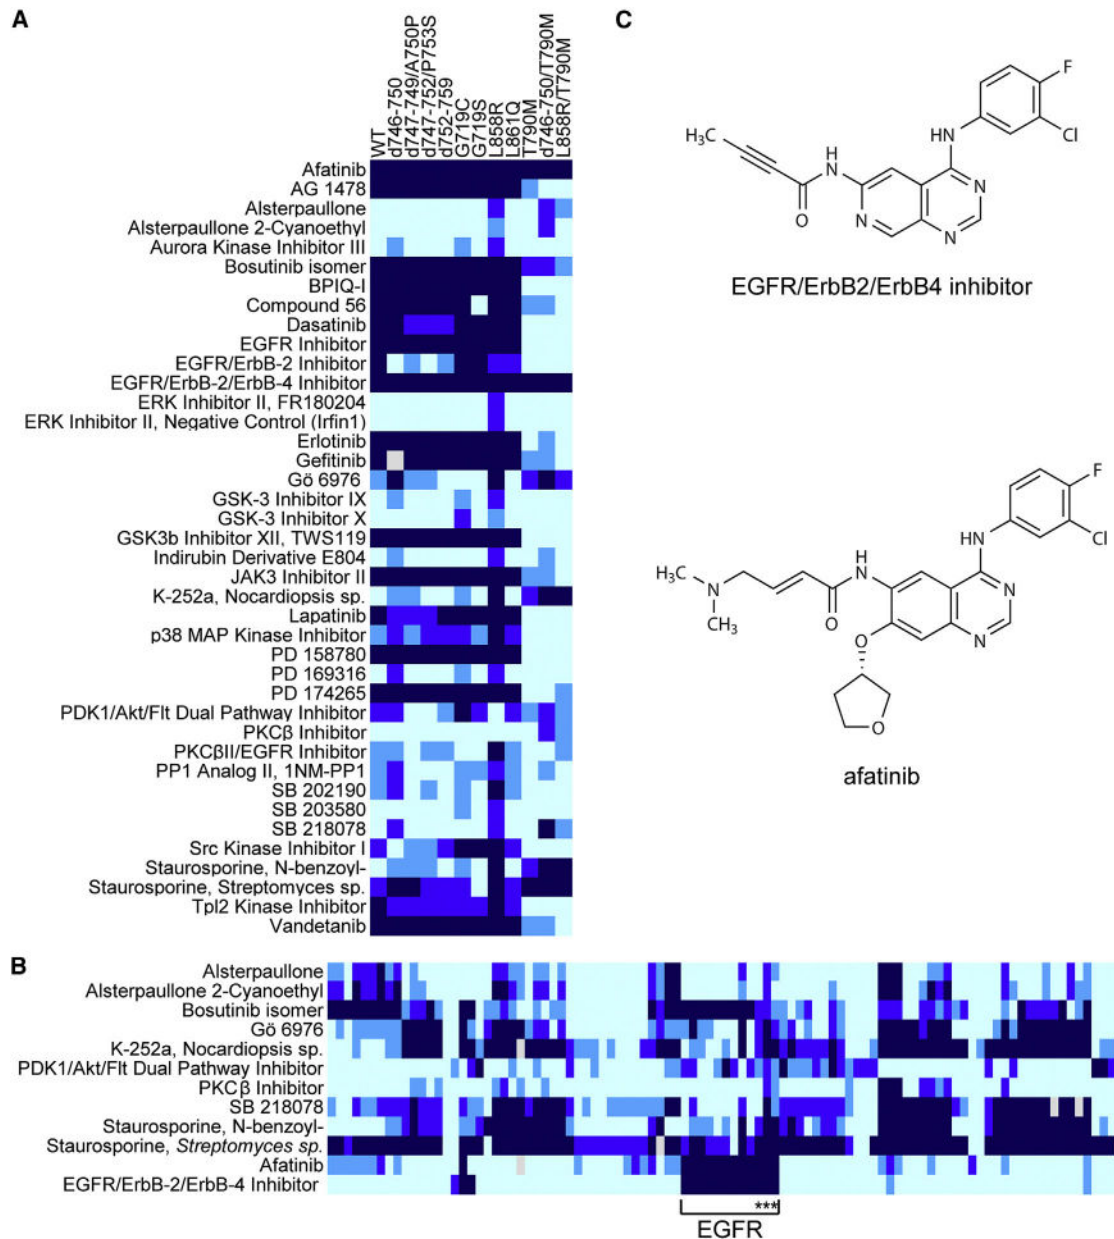 A
WT
d746-750
d747-749/A750P
d747-752/P753S
d752-759
G719C
G719S
L858R
L861Q
T790M
d746-750/T790M
L858R/T790M
Afatinib
AG 1478
Alsterpaullone
Alsterpaullone 2-Cyanoethyl
Aurora Kinase Inhibitor III
Bosutinib isomer
BPIQ-I
Compound 56
Dasatinib
EGFR Inhibitor
EGFR/ErbB-2 Inhibitor
EGFR/ErbB-2/ErbB-4 Inhibitor
ERK Inhibitor II, FR180204
ERK Inhibitor II, Negative Control (Irfin1)
Erlotinib
Gefitinib
Gö 6976
GSK-3 Inhibitor IX
GSK-3 Inhibitor X
GSK3b Inhibitor XII, TWS119
Indirubin Derivative E804
JAK3 Inhibitor II
K-252a, Nocardiopsis sp.
Lapatinib
p38 MAP Kinase Inhibitor
PD 158780
PD 169316
PD 174265
PDK1/Akt/Flt Dual Pathway Inhibitor
PKCβ Inhibitor
PKCβII/EGFR Inhibitor
PP1 Analog II, 1NM-PP1
SB 202190
SB 203580
SB 218078
Src Kinase Inhibitor I
Staurosporine, N-benzoyl-
Staurosporine, Streptomyces sp.
Tpl2 Kinase Inhibitor
Vandetanib
C
H₃C
O
H
N
HN
F
Cl
N
N
N
EGFR/ErbB2/ErbB4 inhibitor
H₃C
N
CH₃
O
H
N
HN
F
Cl
N
N
O
O
afatinib
B
Alsterpaullone
Alsterpaullone 2-Cyanoethyl
Bosutinib isomer
Gö 6976
K-252a, Nocardiopsis sp.
PDK1/Akt/Flt Dual Pathway Inhibitor
PKCβ Inhibitor
SB 218078
Staurosporine, N-benzoyl-
Staurosporine, Streptomyces sp.
Afatinib
EGFR/ErbB-2/ErbB-4 Inhibitor
***
EGFR